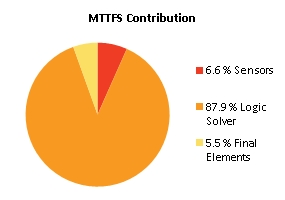 MTTFS Contribution
6.6 % Sensors
87.9 % Logic
Solver
5.5 % Final
Elements